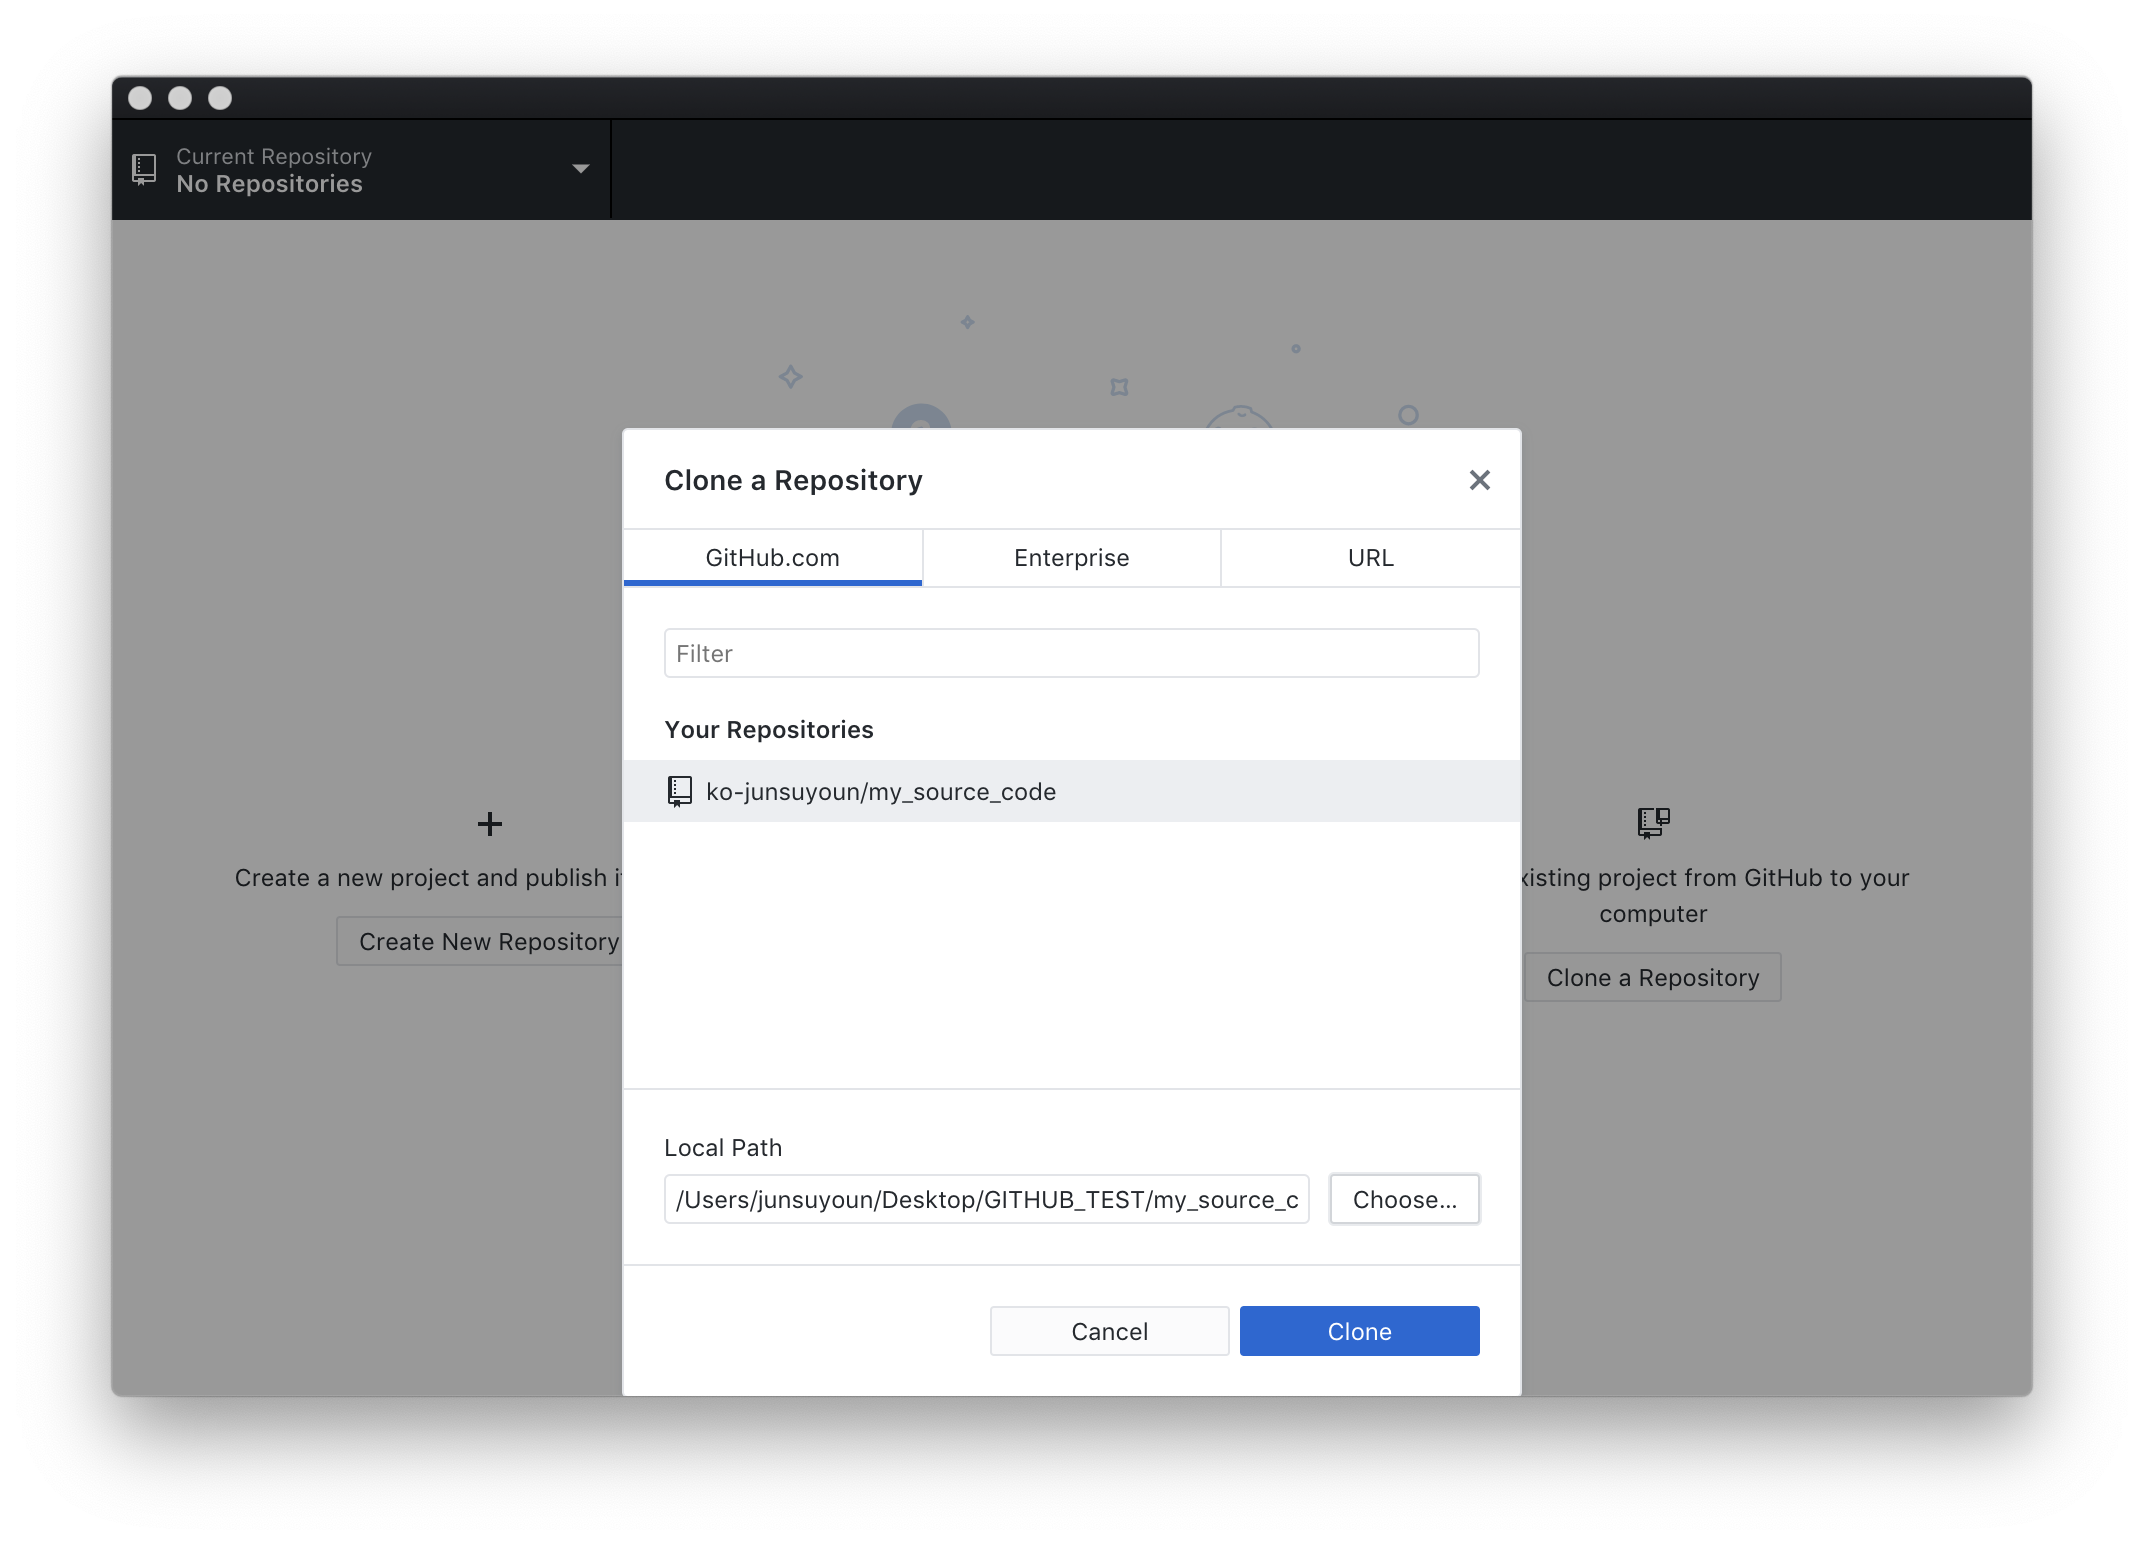 Current Repository
No Repositories
Clone a Repository
GitHub.com
Enterprise
URL
Filter
Your Repositories
ko-junsuyoun/my_source_code
Create a new project and publish
Create New Repository
project from GitHub to your
computer
Clone a Repository
Local Path
/Users/junsuyoun/Desktop/GITHUB_TEST/my_source_c
Choose...
Cancel
Clone